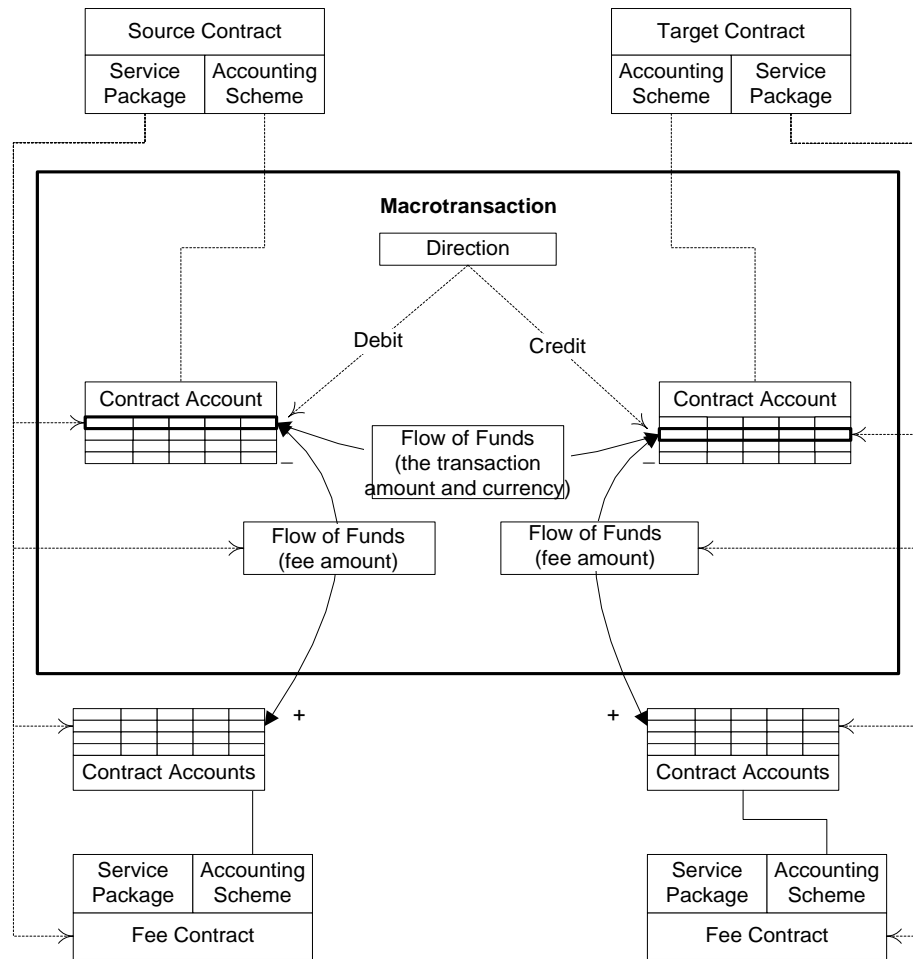 Source Contract
Service
Package
Accounting
Scheme
Target Contract
Accounting
Scheme
Service
Package
Macrotransaction
Direction
Debit
Credit
Contract Account
Contract Account
Flow of Funds
(the transaction
amount and currency)
–
–
Flow of Funds
(fee amount)
Flow of Funds
(fee amount)
+
+
Contract Accounts
Contract Accounts
Service
Package
Accounting
Scheme
Fee Contract
Service
Package
Accounting
Scheme
Fee Contract